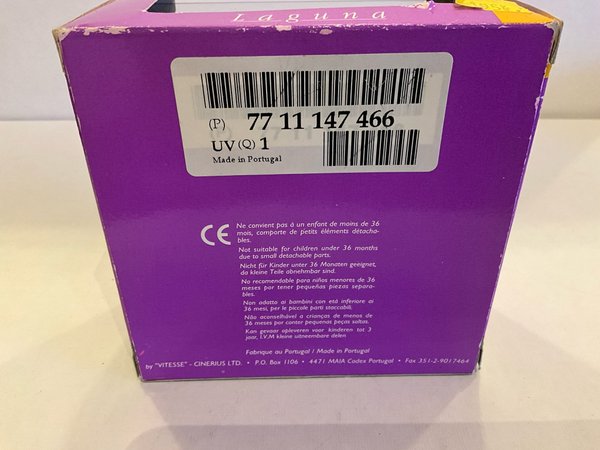 Laguna
(P) 77 11 147 466
UV (Q) 1
Made in Portugal
CE
Ne convient pas à un enfant de moins de 36
mois, comporte de petits éléments détacha-
bles.
Not suitable for children under 36 months
due to small detachable parts.
Nicht für Kinder unter 36 Monaten geeignet,
da kleine Teile abnehmbar sind.
No recomendable para niños menores de 36
meses por tener pequeñas piezas separa-
bles.
Non adatto ai bambini con età inferiore ai
36 mesi, per le piccole parti staccabili.
Não aconselhável a crianças de menos de
36 meses por conter pequenas peças soltas.
Kan gevaar opleveren voor kinderen tot 3
jaar, I.V.M kleine uitneembare delen
Fabrique au Portugal / Made in Portugal
by "VITESSE" - CINERIUS LTD. • P.O. Box 1106 • 4471 MAIA Codex Portugal • Fax 351-2-9017464